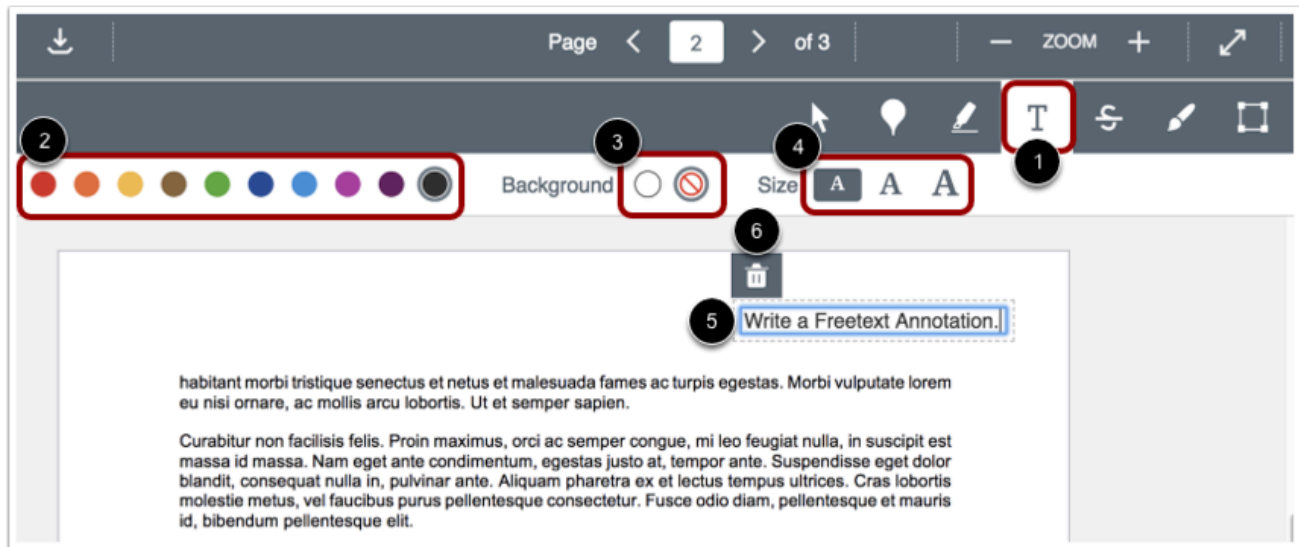 Page 2 of 3 ZOOM
T S
1
2
3
4
Background Size A A A
6
5
Write a Freetext Annotation.
habitant morbi tristique senectus et netus et malesuada fames ac turpis egestas. Morbi vulputate lorem
eu nisi ornare, ac mollis arcu lobortis. Ut et semper sapien.
Curabitur non facilisis felis. Proin maximus, orci ac semper congue, mi leo feugiat nulla, in suscipit est
massa id massa. Nam eget ante condimentum, egestas justo at, tempor ante. Suspendisse eget dolor
blandit, consequat nulla in, pulvinar ante. Aliquam pharetra ex et lectus tempus ultrices. Cras lobortis
molestie metus, vel faucibus purus pellentesque consectetur. Fusce odio diam, pellentesque et mauris
id, bibendum pellentesque elit.